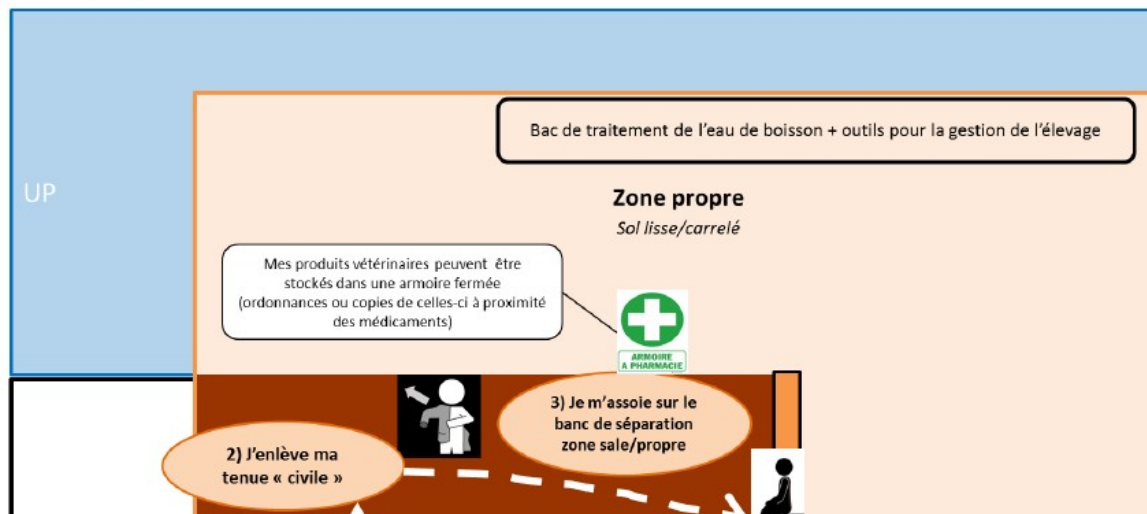 Bac de traitement de l'eau de boisson + outils pour la gestion de l'élevage
UP
Zone propre
Sol lisse/carrelé
Mes produits vétérinaires peuvent être
stockés dans une armoire fermée
(ordonnances ou copies de celles-ci à proximité
des médicaments)
ARMOIRE
A PHARMACIE
3) Je m'assoie sur le
banc de séparation
zone sale/propre
2) J'enlève ma
tenue « civile »